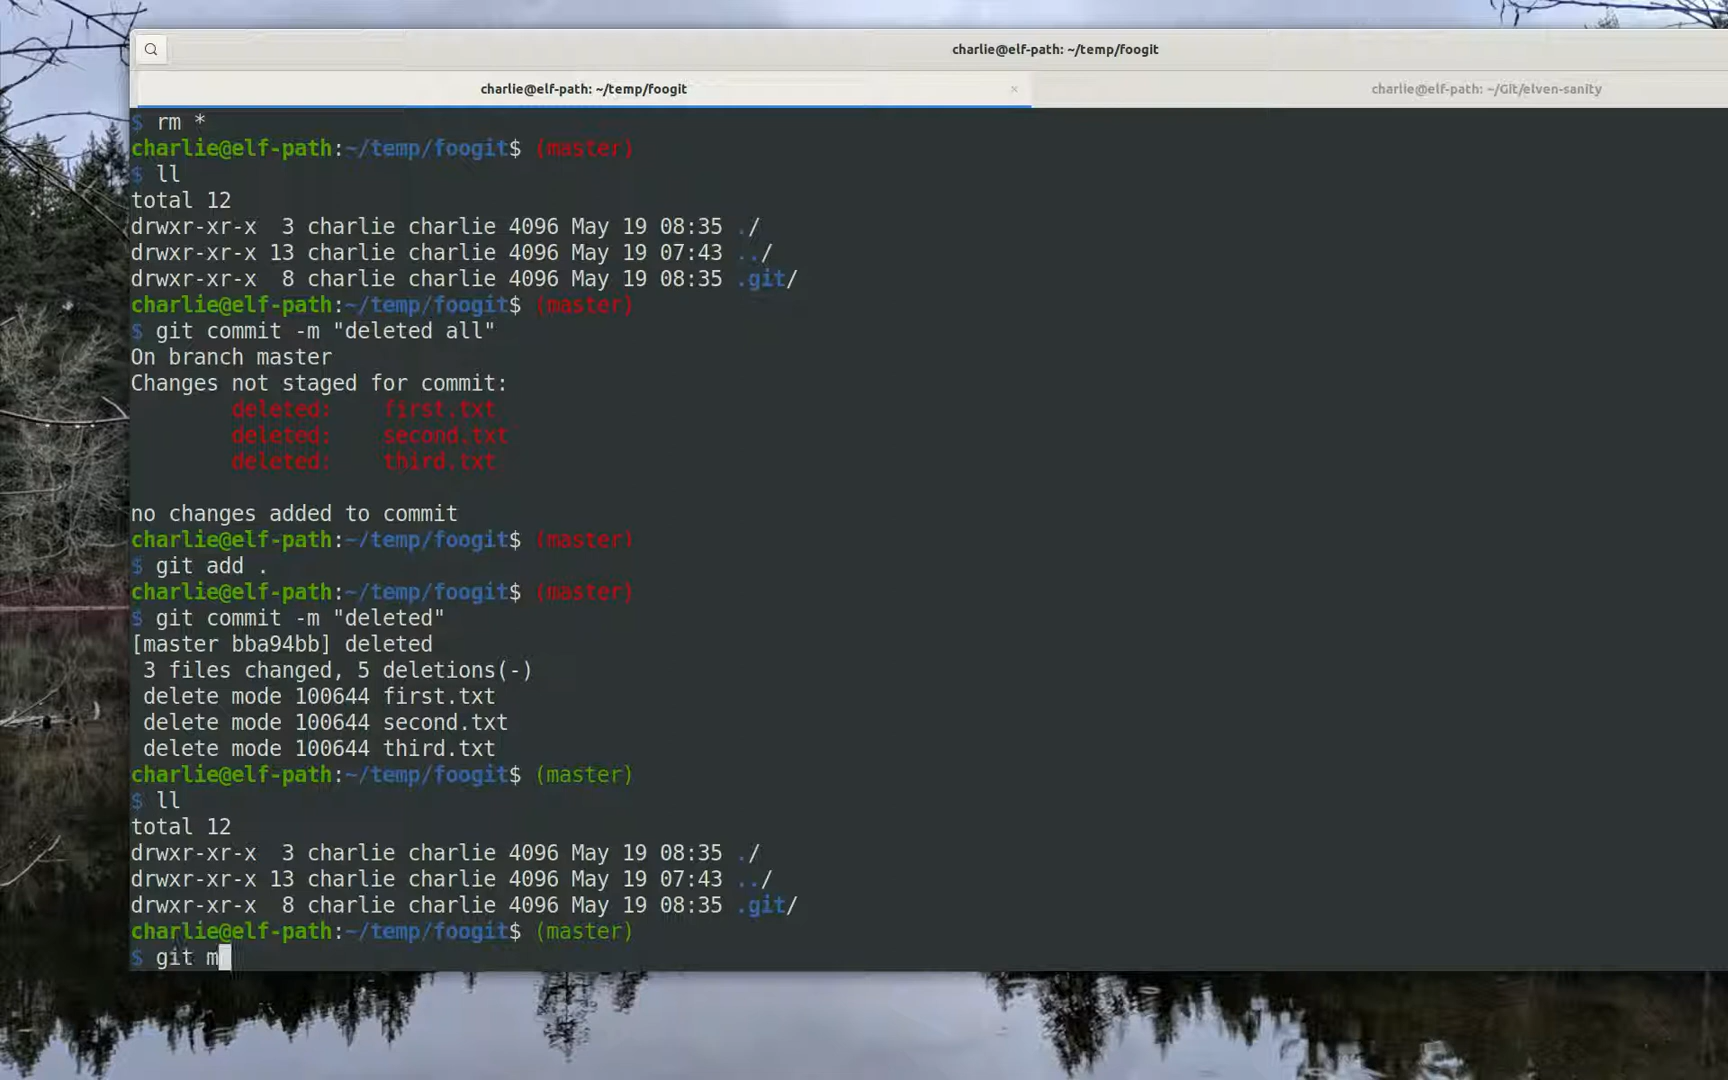 charlie@elf-path: ~/temp/foogit
charlie@elf-path: ~/temp/foogit ×
charlie@elf-path: ~/Git/elven-sanity
$ rm *
charlie@elf-path:~/temp/foogit$ (master)
$ ll
total 12
drwxr-xr-x  3 charlie charlie 4096 May 19 08:35 ./
drwxr-xr-x 13 charlie charlie 4096 May 19 07:43 ../
drwxr-xr-x  8 charlie charlie 4096 May 19 08:35 .git/
charlie@elf-path:~/temp/foogit$ (master)
$ git commit -m "deleted all"
On branch master
Changes not staged for commit:
        deleted:    first.txt
        deleted:    second.txt
        deleted:    third.txt
no changes added to commit
charlie@elf-path:~/temp/foogit$ (master)
$ git add .
charlie@elf-path:~/temp/foogit$ (master)
$ git commit -m "deleted"
[master bba94bb] deleted
 3 files changed, 5 deletions(-)
 delete mode 100644 first.txt
 delete mode 100644 second.txt
 delete mode 100644 third.txt
charlie@elf-path:~/temp/foogit$ (master)
$ ll
total 12
drwxr-xr-x  3 charlie charlie 4096 May 19 08:35 ./
drwxr-xr-x 13 charlie charlie 4096 May 19 07:43 ../
drwxr-xr-x  8 charlie charlie 4096 May 19 08:35 .git/
charlie@elf-path:~/temp/foogit$ (master)
$ git m